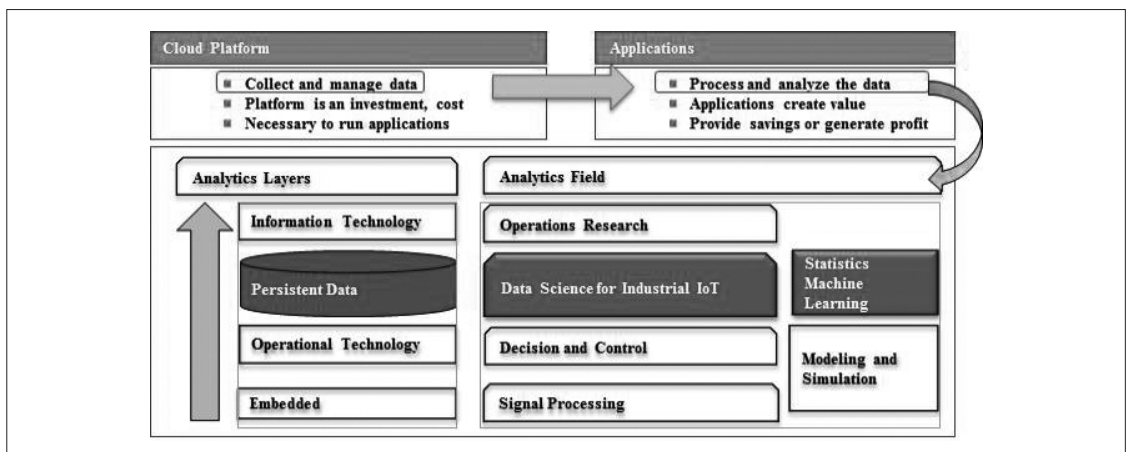 Cloud Platform
Collect and manage data
Platform is an investment, cost
Necessary to run applications
Applications
Process and analyze the data
Applications create value
Provide savings or generate profit
Analytics Layers
Information Technology
Persistent Data
Operational Technology
Embedded
Analytics Field
Operations Research
Data Science for Industrial IoT
Decision and Control
Signal Processing
Statistics
Machine
Learning
Modeling and
Simulation